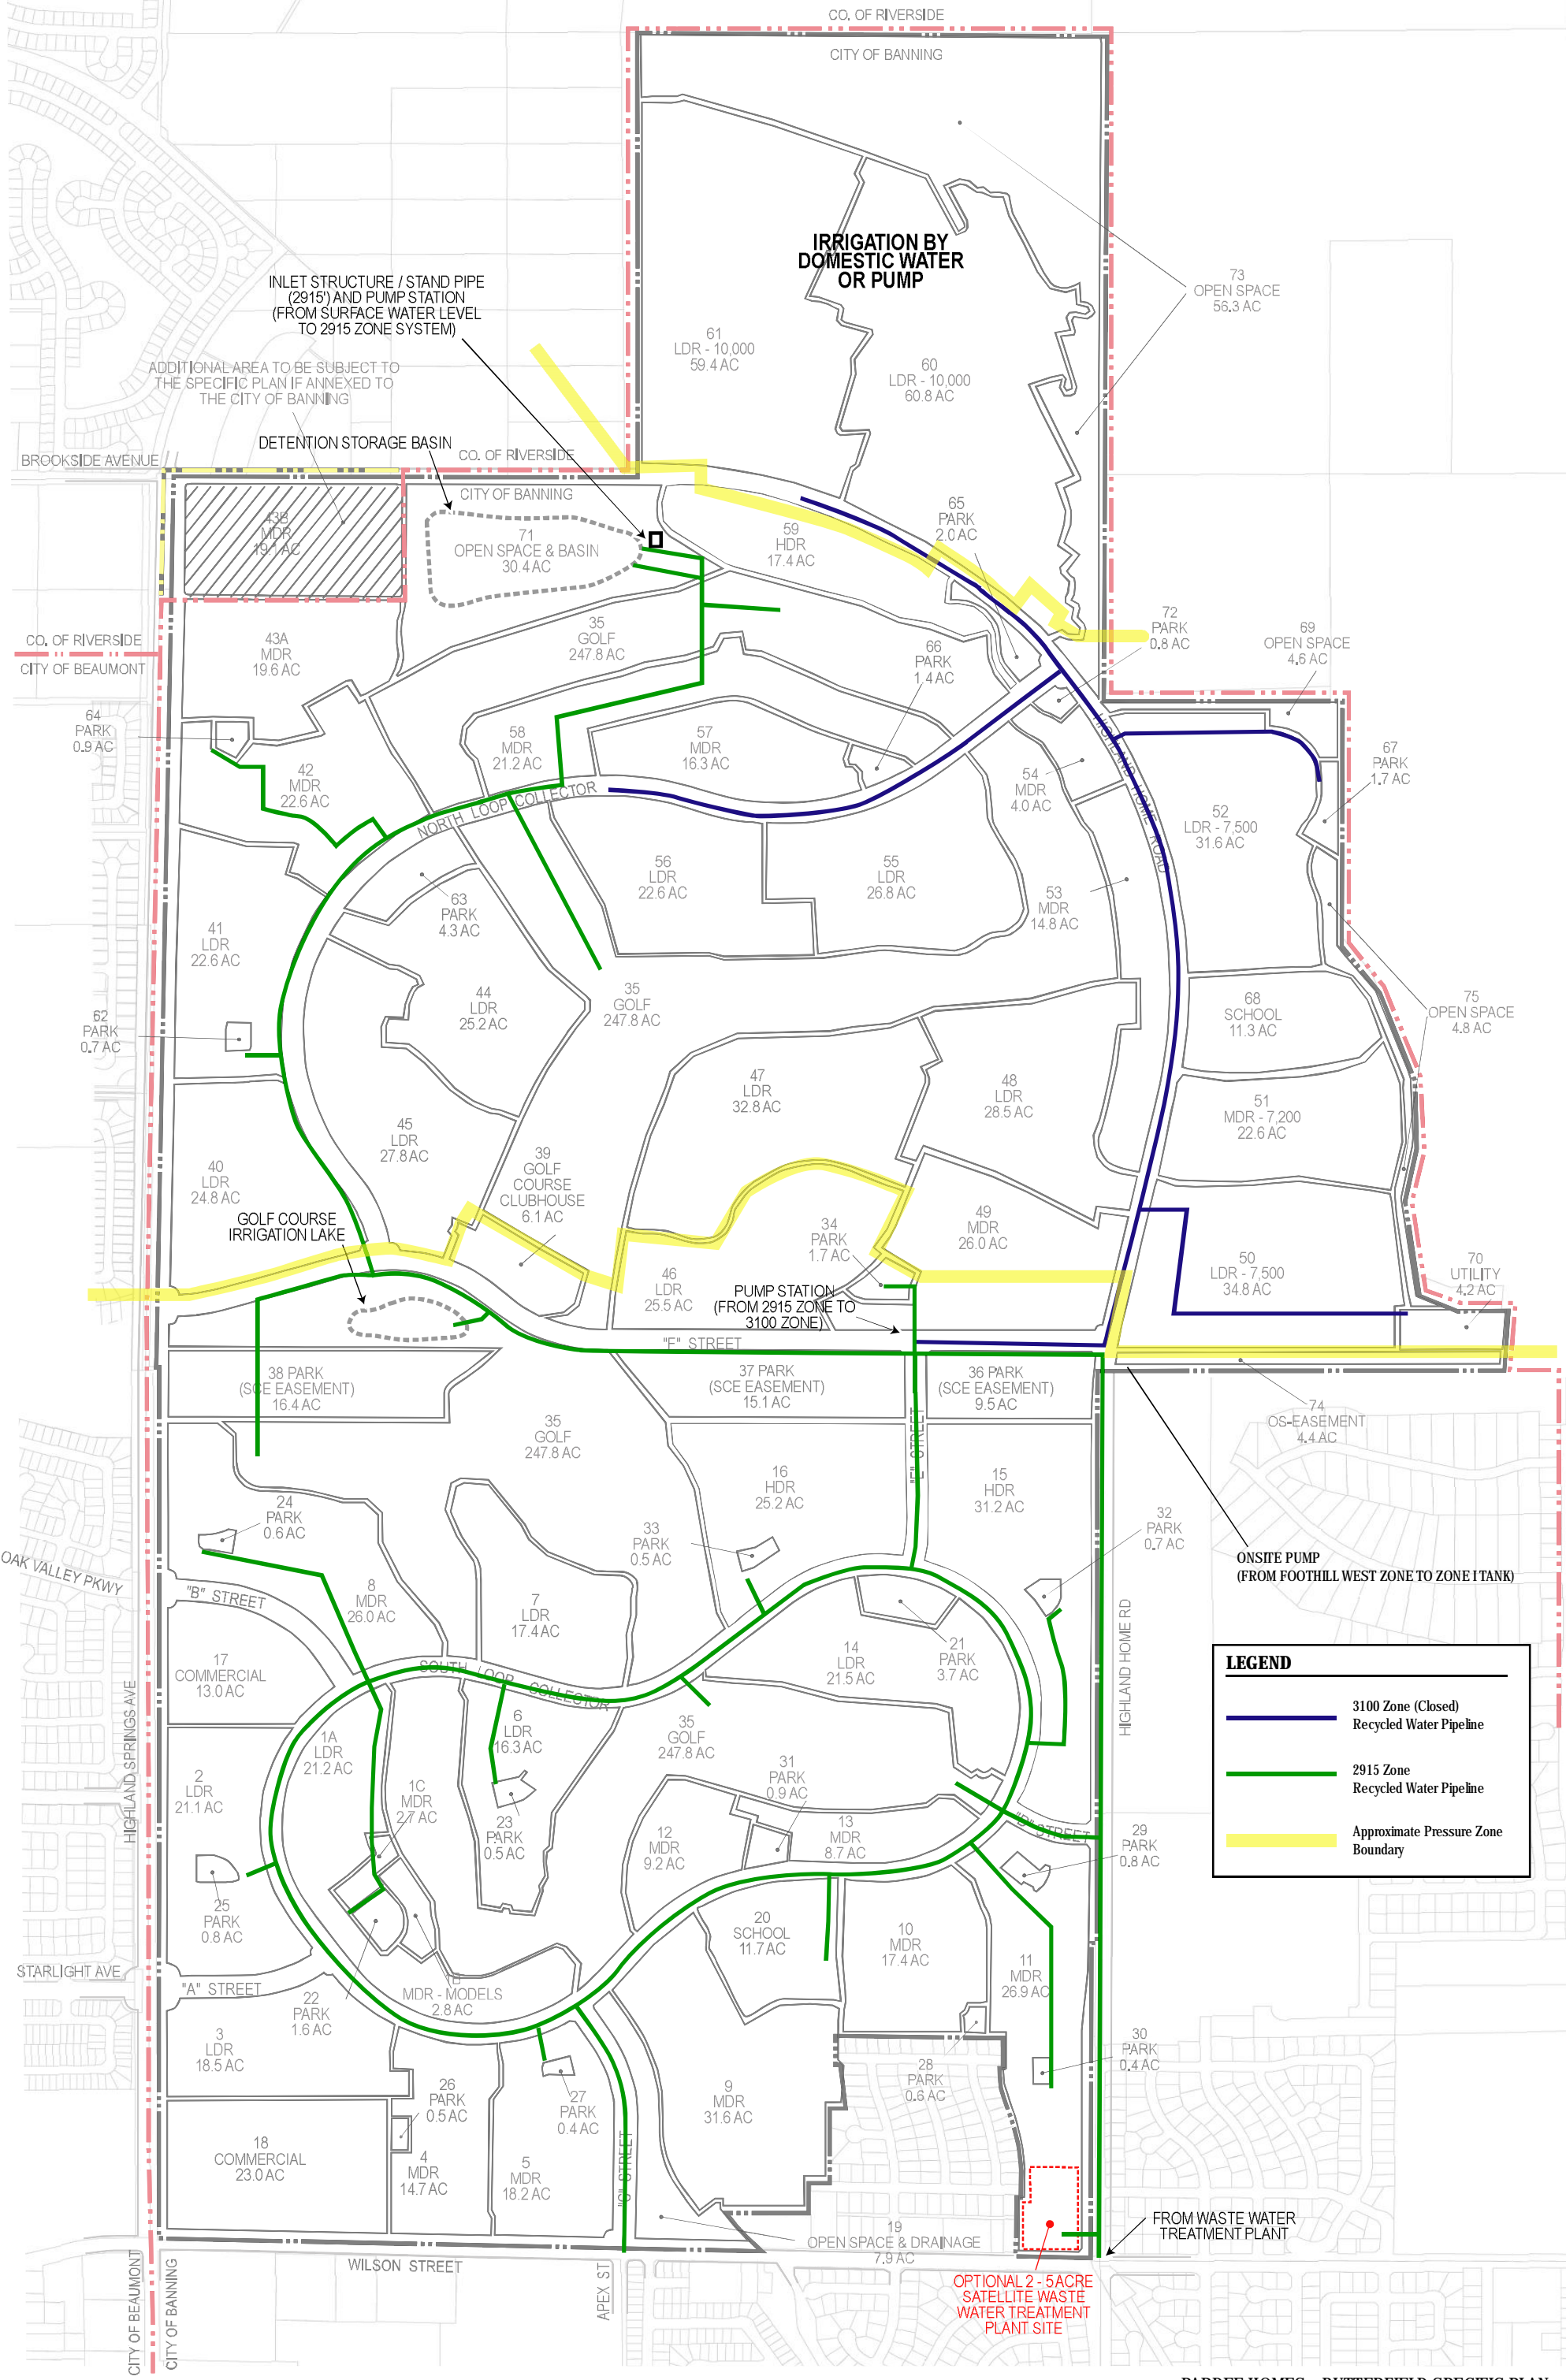 CO. OF RIVERSIDE
CITY OF BANNING
IRRIGATION BY
DOMESTIC WATER
OR PUMP
73
OPEN SPACE
56.3 AC
INLET STRUCTURE / STAND PIPE
(2915') AND PUMP STATION
(FROM SURFACE WATER LEVEL
TO 2915 ZONE SYSTEM)
61
LDR - 10,000
59.4 AC
60
LDR - 10,000
60.8 AC
ADDITIONAL AREA TO BE SUBJECT TO
THE SPECIFIC PLAN IF ANNEXED TO
THE CITY OF BANNING
DETENTION STORAGE BASIN
BROOKSIDE AVENUE
CO. OF RIVERSIDE
CITY OF BANNING
43B
MDR
19.1 AC
71
OPEN SPACE & BASIN
30.4 AC
59
HDR
17.4 AC
65
PARK
2.0 AC
72
PARK
0.8 AC
69
OPEN SPACE
4.6 AC
CO. OF RIVERSIDE
CITY OF BEAUMONT
43A
MDR
19.6 AC
35
GOLF
247.8 AC
66
PARK
1.4 AC
64
PARK
0.9 AC
58
MDR
21.2 AC
57
MDR
16.3 AC
67
PARK
1.7 AC
42
MDR
22.6 AC
54
MDR
4.0 AC
HIGHLAND HOME ROAD
NORTH LOOP COLLECTOR
52
LDR - 7,500
31.6 AC
56
LDR
22.6 AC
55
LDR
26.8 AC
63
PARK
4.3 AC
53
MDR
14.8 AC
41
LDR
22.6 AC
44
LDR
25.2 AC
35
GOLF
247.8 AC
68
SCHOOL
11.3 AC
75
OPEN SPACE
4.8 AC
62
PARK
0.7 AC
47
LDR
32.8 AC
48
LDR
28.5 AC
51
MDR - 7,200
22.6 AC
45
LDR
27.8 AC
40
LDR
24.8 AC
39
GOLF
COURSE
CLUBHOUSE
6.1 AC
GOLF COURSE
IRRIGATION LAKE
34
PARK
1.7 AC
49
MDR
26.0 AC
50
LDR - 7,500
34.8 AC
70
UTILITY
4.2 AC
46
LDR
25.5 AC
PUMP STATION
(FROM 2915 ZONE TO
3100 ZONE)
"F" STREET
38 PARK
(SCE EASEMENT)
16.4 AC
37 PARK
(SCE EASEMENT)
15.1 AC
36 PARK
(SCE EASEMENT)
9.5 AC
74
OS-EASEMENT
4.4 AC
35
GOLF
247.8 AC
"E" STREET
16
HDR
25.2 AC
15
HDR
31.2 AC
24
PARK
0.6 AC
33
PARK
0.5 AC
32
PARK
0.7 AC
OAK VALLEY PKWY
ONSITE PUMP
(FROM FOOTHILL WEST ZONE TO ZONE I TANK)
"B" STREET
8
MDR
26.0 AC
7
LDR
17.4 AC
HIGHLAND HOME RD
17
COMMERCIAL
13.0 AC
14
LDR
21.5 AC
21
PARK
3.7 AC
SOUTH LOOP COLLECTOR
LEGEND
3100 Zone (Closed)
Recycled Water Pipeline
2915 Zone
Recycled Water Pipeline
Approximate Pressure Zone
Boundary
HIGHLAND SPRINGS AVE
1A
LDR
21.2 AC
6
LDR
16.3 AC
35
GOLF
247.8 AC
2
LDR
21.1 AC
1C
MDR
2.7 AC
31
PARK
0.9 AC
23
PARK
0.5 AC
12
MDR
9.2 AC
13
MDR
8.7 AC
"D" STREET
29
PARK
0.8 AC
25
PARK
0.8 AC
20
SCHOOL
11.7 AC
10
MDR
17.4 AC
11
MDR
26.9 AC
STARLIGHT AVE
"A" STREET
1B
MDR - MODELS
2.8 AC
22
PARK
1.6 AC
3
LDR
18.5 AC
30
PARK
0.4 AC
28
PARK
0.6 AC
26
PARK
0.5 AC
27
PARK
0.4 AC
9
MDR
31.6 AC
18
COMMERCIAL
23.0 AC
4
MDR
14.7 AC
5
MDR
18.2 AC
"C" STREET
19
OPEN SPACE & DRAINAGE
7.9 AC
FROM WASTE WATER
TREATMENT PLANT
WILSON STREET
APEX ST
OPTIONAL 2 - 5 ACRE
SATELLITE WASTE
WATER TREATMENT
PLANT SITE
CITY OF BEAUMONT
CITY OF BANNING